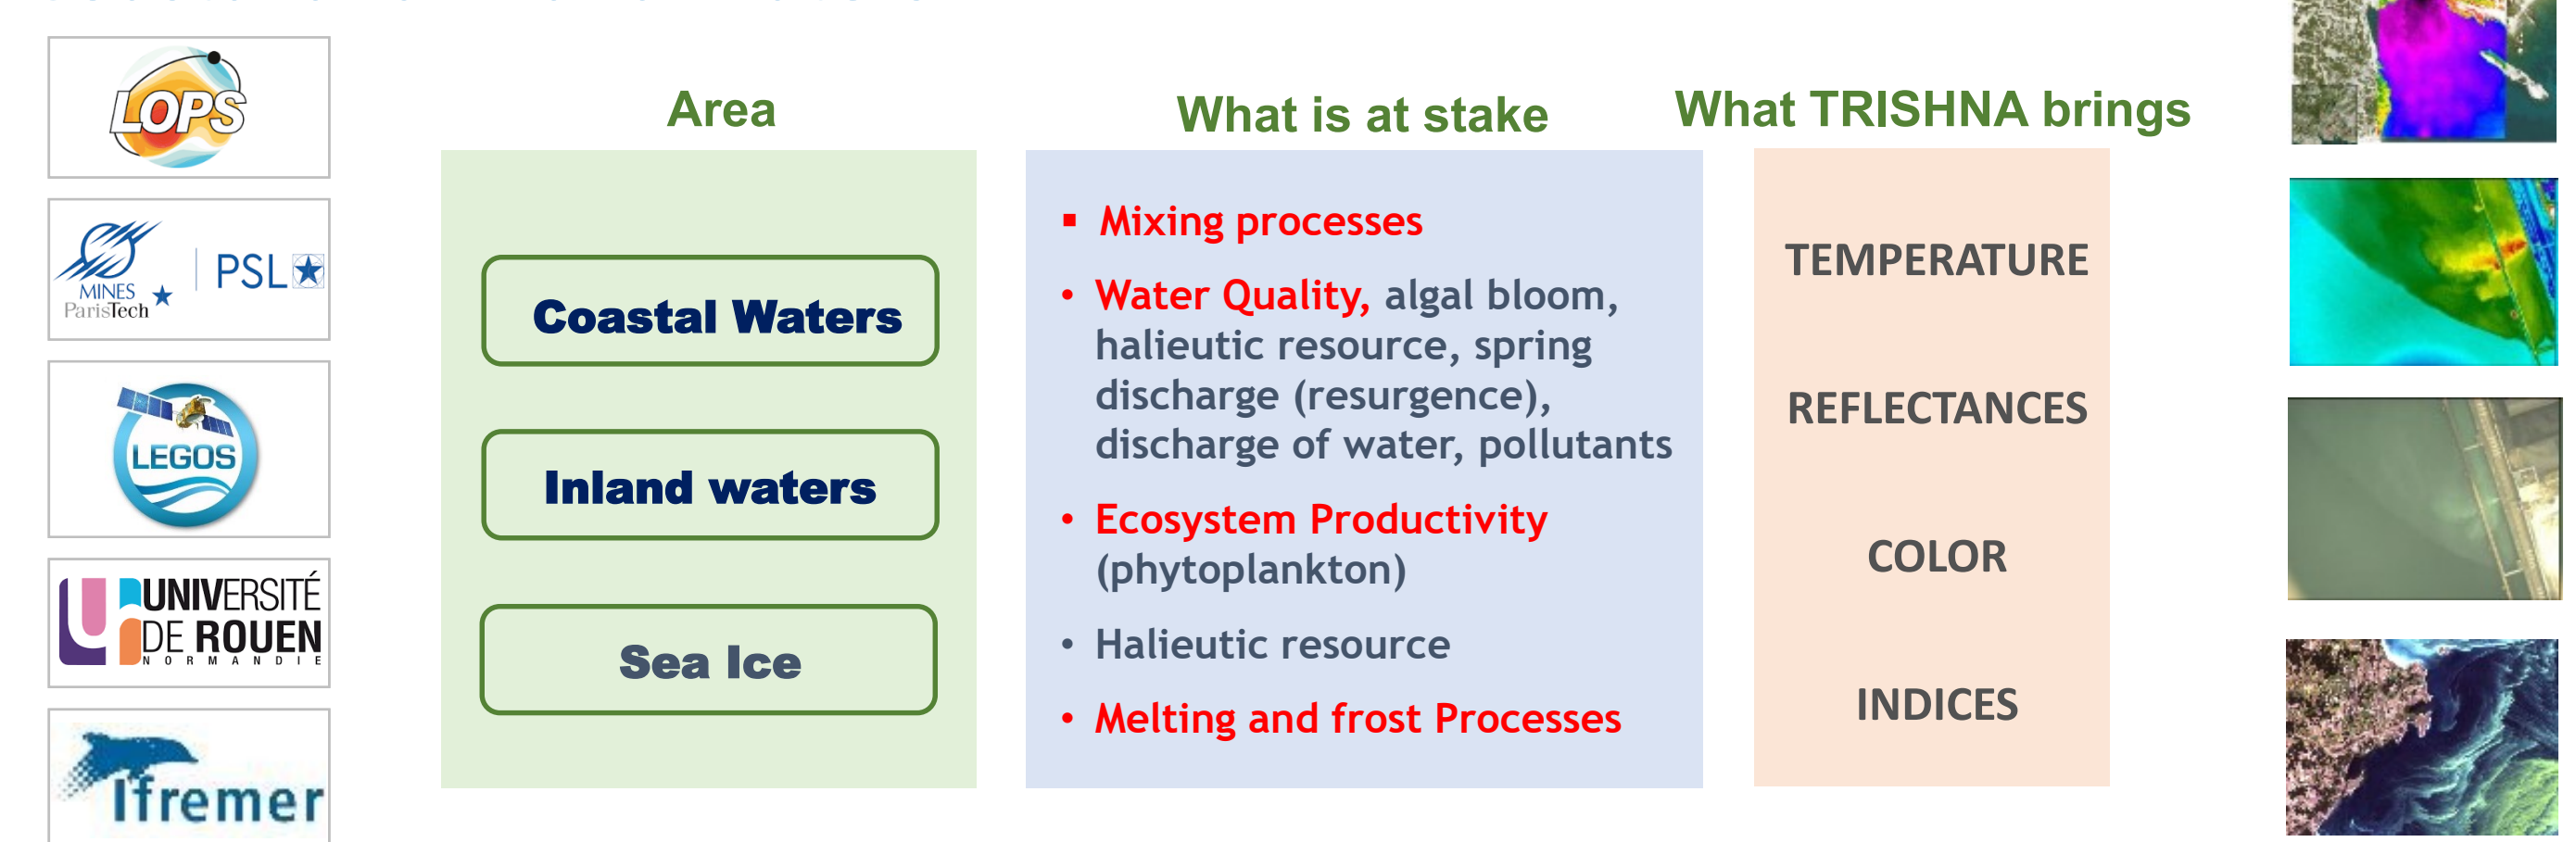 LOPS
MINES
ParisTech
PSL
LEGOS
UNIVERSITÉ
DE ROUEN
NORMANDIE
Ifremer
Area
Coastal Waters
Inland waters
Sea Ice
What is at stake
Mixing processes
Water Quality, algal bloom,
halieutic resource, spring
discharge (resurgence),
discharge of water, pollutants
Ecosystem Productivity
(phytoplankton)
Halieutic resource
Melting and frost Processes
What TRISHNA brings
TEMPERATURE
REFLECTANCES
COLOR
INDICES